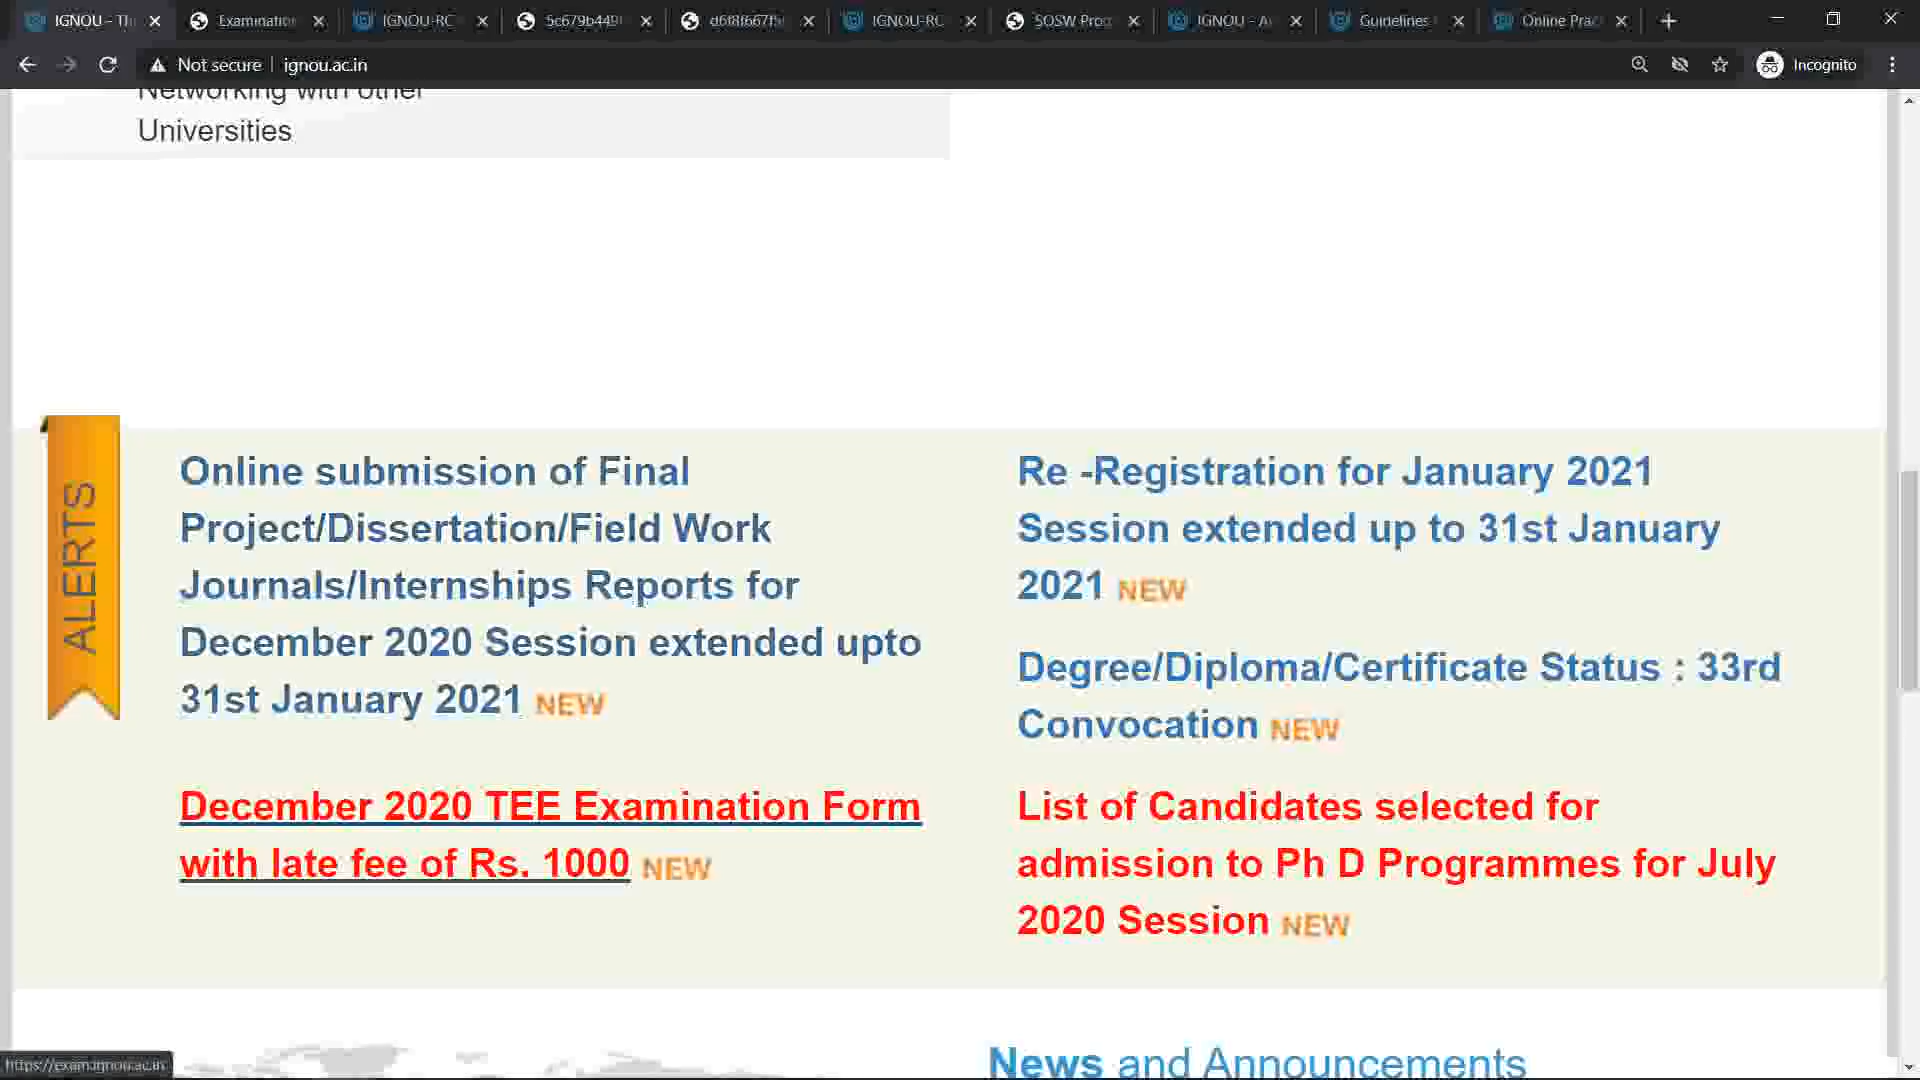 IGNOU - Th
Examination
IGNOU-RC
5c679b449
d6f8f667f5
IGNOU-RC
SOSW Prog
IGNOU - A
Guidelines
Online Prac
Not secure
ignou.ac.in
Incognito
Networking with other
Universities
ALERTS
Online submission of Final
Project/Dissertation/Field Work
Journals/Internships Reports for
December 2020 Session extended upto
31st January 2021 NEW
December 2020 TEE Examination Form
with late fee of Rs. 1000 NEW
Re -Registration for January 2021
Session extended up to 31st January
2021 NEW
Degree/Diploma/Certificate Status : 33rd
Convocation NEW
List of Candidates selected for
admission to Ph D Programmes for July
2020 Session NEW
News and Announcements
https://exam.ignou.ac.in